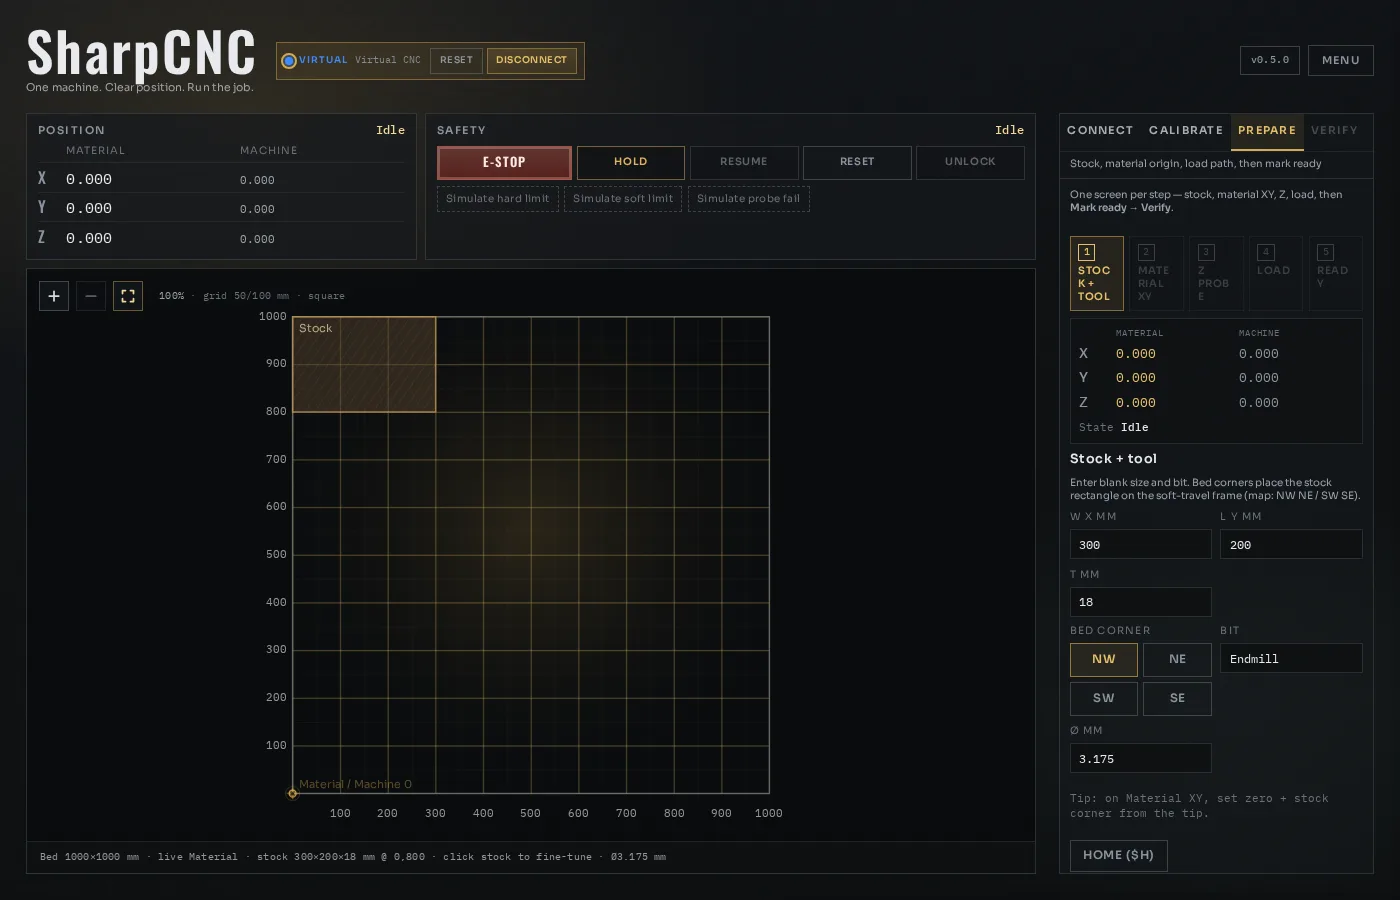 SharpCNC
One machine. Clear position. Run the job.
VIRTUAL Virtual CNC RESET DISCONNECT
v0.5.0 MENU
POSITION Idle
MATERIAL MACHINE
X 0.000 0.000
Y 0.000 0.000
Z 0.000 0.000
SAFETY Idle
E-STOP HOLD RESUME RESET UNLOCK
Simulate hard limit Simulate soft limit Simulate probe fail
+ − 100% · grid 50/100 mm · square
1000
Stock
900
800
700
600
500
400
300
200
100
Material / Machine 0
100 200 300 400 500 600 700 800 900 1000
Bed 1000×1000 mm · live Material · stock 300×200×18 mm @ 0,800 · click stock to fine-tune · Ø3.175 mm
CONNECT CALIBRATE PREPARE VERIFY
Stock, material origin, load path, then mark ready
One screen per step — stock, material XY, Z, load, then
Mark ready → Verify.
1 2 3 4 5
STOC MATE Z LOAD READ
K + RIAL PROB Y
TOOL XY E
MATERIAL MACHINE
X 0.000 0.000
Y 0.000 0.000
Z 0.000 0.000
State Idle
Stock + tool
Enter blank size and bit. Bed corners place the stock
rectangle on the soft-travel frame (map: NW NE / SW SE).
W X MM L Y MM
300 200
T MM
18
BED CORNER BIT
NW NE Endmill
SW SE
Ø MM
3.175
Tip: on Material XY, set zero + stock
corner from the tip.
HOME ($H)